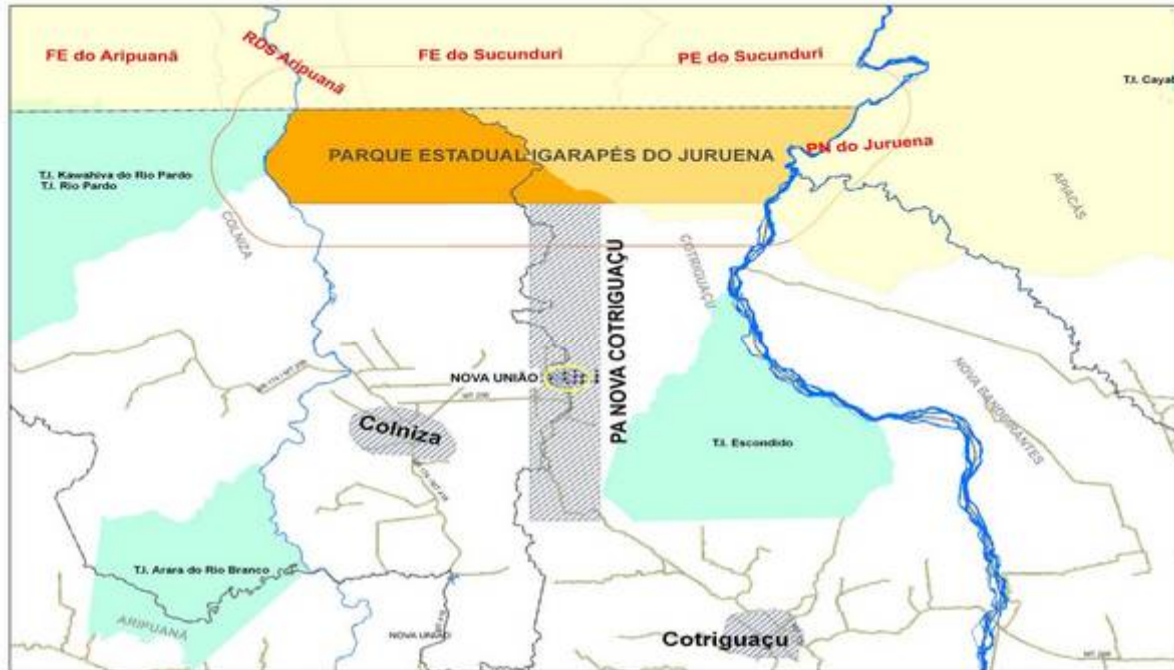 FE do Aripuanã
RDS Aripuanã
FE do Sucunduri
PE do Sucunduri
T.I. Cayab
PARQUE ESTADUAL IGARAPÉS DO JURUENA
PN do Juruena
T.I. Kawahiva do Rio Pardo
T.I. Rio Pardo
APIACÁS
COLNIZA
COTRIGUAÇU
PA NOVA COTRIGUAÇU
NOVA UNIÃO
NOVA BANDEIRANTES
Colniza
T.I. Escondido
T.I. Arara do Rio Branco
ARIPUANÃ
NOVA UNIÃO
Cotriguaçu